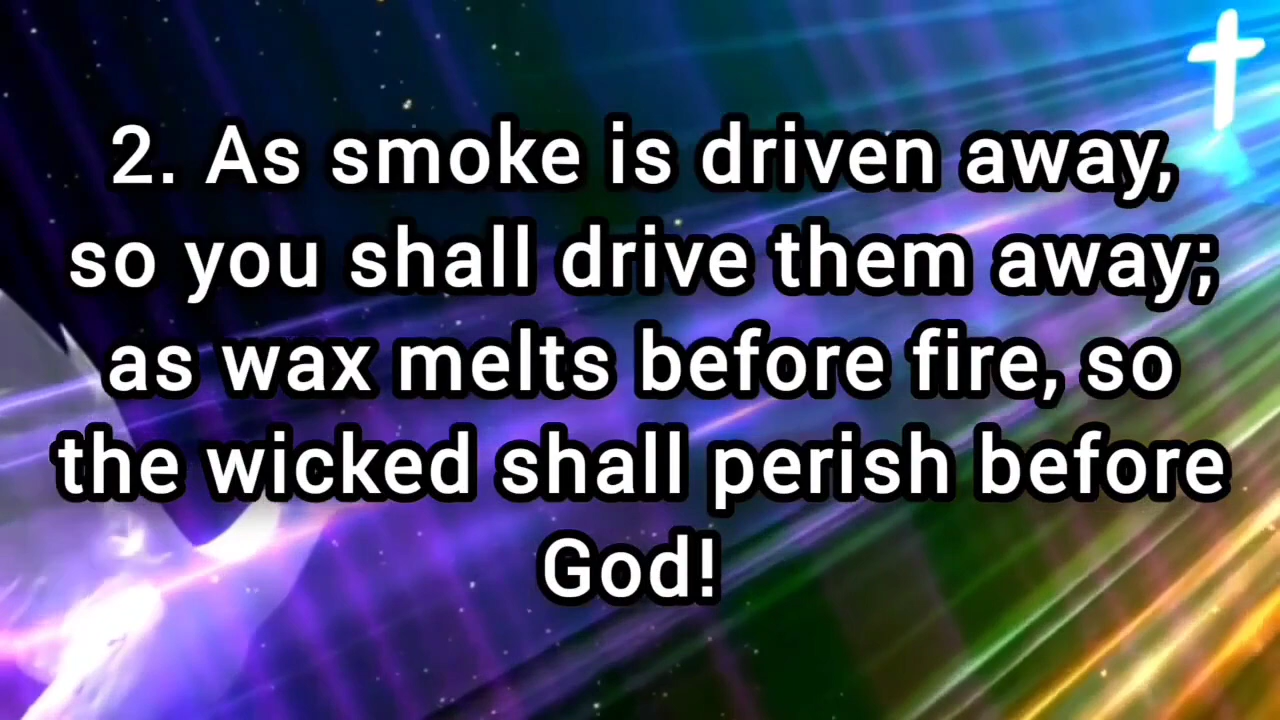 2. As smoke is driven away,
so you shall drive them away;
as wax melts before fire, so
the wicked shall perish before
God!